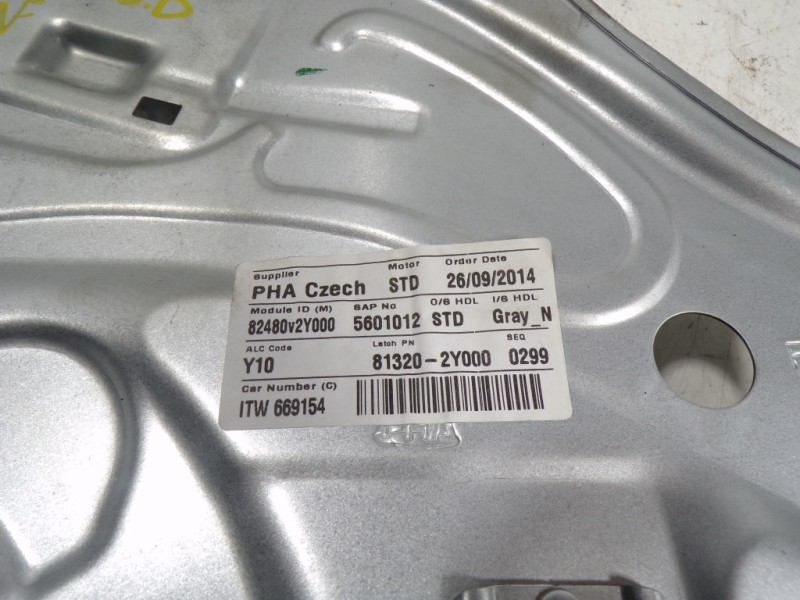 Supplier Motor Order Date
PHA Czech STD 26/09/2014
Module ID (M) SAP No O/S HDL I/S HDL
82480v2Y000 5601012 STD Gray_N
ALC Code Latch PN SEQ
Y10 81320-2Y000 0299
Car Number (C)
ITW 669154